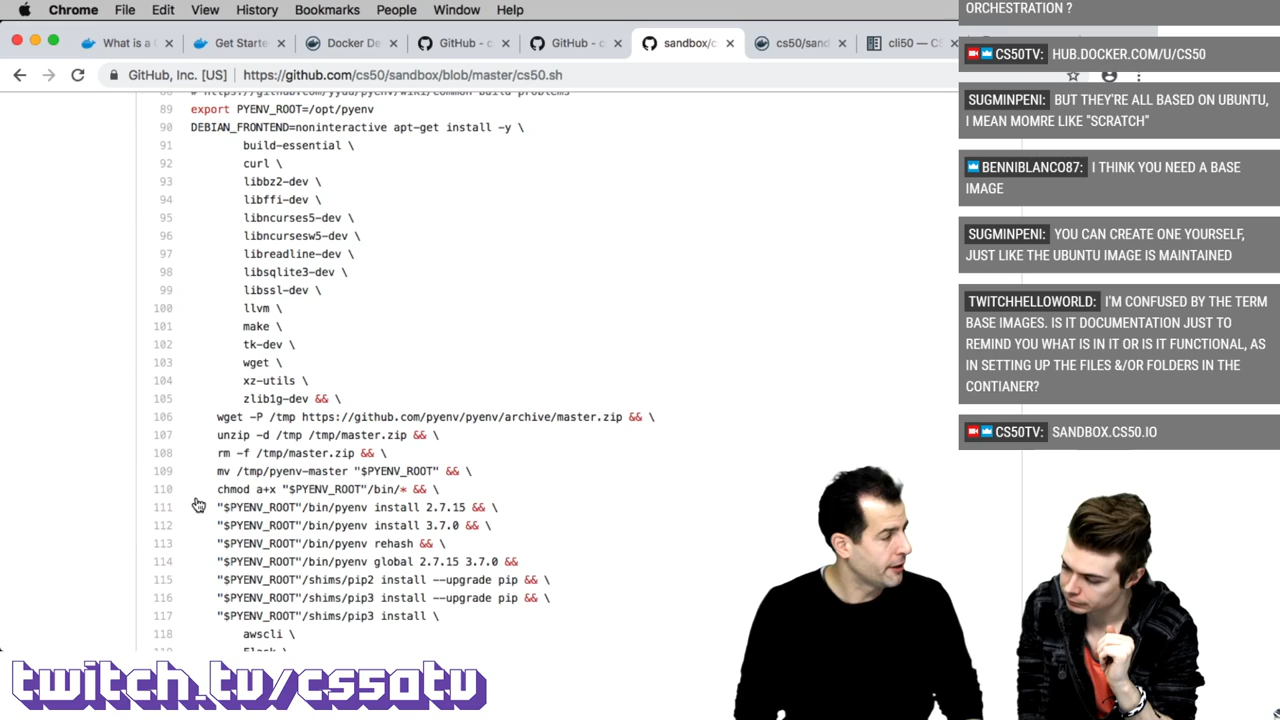 Chrome File Edit View History Bookmarks People Window Help
What is a
Get Starte
Docker De
GitHub - c
GitHub - c
sandbox/c
cs50/sand
cli50 — C
GitHub, Inc. [US] https://github.com/cs50/sandbox/blob/master/cs50.sh
# https://github.com/yyuu/pyenv/wiki/common-build-problems
89 export PYENV_ROOT=/opt/pyenv
90 DEBIAN_FRONTEND=noninteractive apt-get install -y \
91 build-essential \
92 curl \
93 libbz2-dev \
94 libffi-dev \
95 libncurses5-dev \
96 libncursesw5-dev \
97 libreadline-dev \
98 libsqlite3-dev \
99 libssl-dev \
100 llvm \
101 make \
102 tk-dev \
103 wget \
104 xz-utils \
105 zlib1g-dev && \
106 wget -P /tmp https://github.com/pyenv/pyenv/archive/master.zip && \
107 unzip -d /tmp /tmp/master.zip && \
108 rm -f /tmp/master.zip && \
109 mv /tmp/pyenv-master "$PYENV_ROOT" && \
110 chmod a+x "$PYENV_ROOT"/bin/* && \
111 "$PYENV_ROOT"/bin/pyenv install 2.7.15 && \
112 "$PYENV_ROOT"/bin/pyenv install 3.7.0 && \
113 "$PYENV_ROOT"/bin/pyenv rehash && \
114 "$PYENV_ROOT"/bin/pyenv global 2.7.15 3.7.0 &&
115 "$PYENV_ROOT"/shims/pip2 install --upgrade pip && \
116 "$PYENV_ROOT"/shims/pip3 install --upgrade pip && \
117 "$PYENV_ROOT"/shims/pip3 install \
118 awscli \
Flask \
ORCHESTRATION ?
CS50TV: HUB.DOCKER.COM/U/CS50
SUGMINPENI: BUT THEY'RE ALL BASED ON UBUNTU,
I MEAN MOMRE LIKE "SCRATCH"
BENNIBLANCO87: I THINK YOU NEED A BASE
IMAGE
SUGMINPENI: YOU CAN CREATE ONE YOURSELF,
JUST LIKE THE UBUNTU IMAGE IS MAINTAINED
TWITCHHELLOWORLD: I'M CONFUSED BY THE TERM
BASE IMAGES. IS IT DOCUMENTATION JUST TO
REMIND YOU WHAT IS IN IT OR IS IT FUNCTIONAL, AS
IN SETTING UP THE FILES &/OR FOLDERS IN THE
CONTIANER?
CS50TV: SANDBOX.CS50.IO
twitch.tv/cs50tv